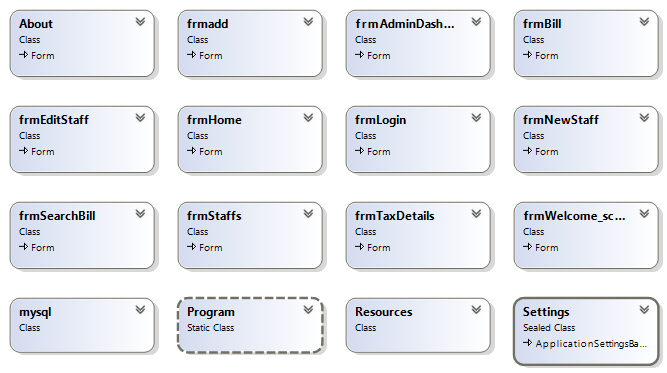 About
Class
Form
frmadd
Class
Form
frmAdminDash...
Class
Form
frmBill
Class
Form
frmEditStaff
Class
Form
frmHome
Class
Form
frmLogin
Class
Form
frmNewStaff
Class
Form
frmSearchBill
Class
Form
frmStaffs
Class
Form
frmTaxDetails
Class
Form
frmWelcome_sc...
Class
Form
mysql
Class
Program
Static Class
Resources
Class
Settings
Sealed Class
ApplicationSettingsBa...